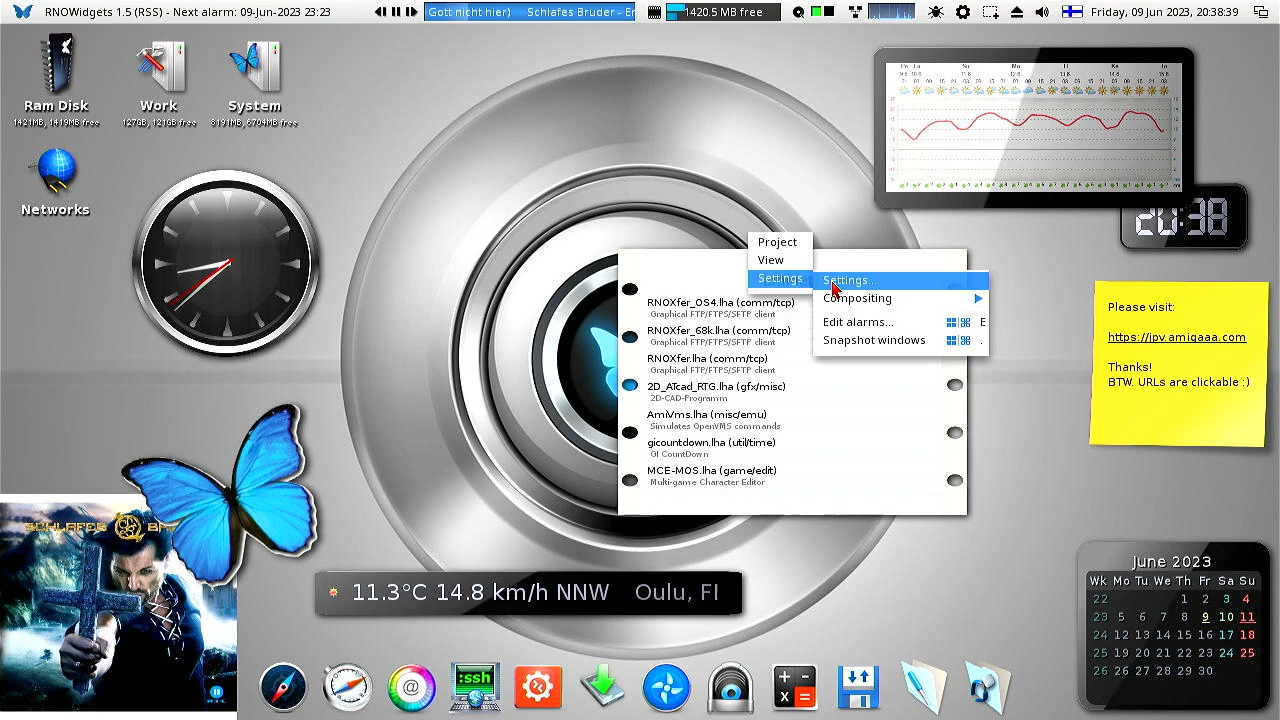 RNOWidgets 1.5 (RSS) - Next alarm: 09-Jun-2023 23:23
Gott nicht hier) Schlafes Bruder - Er
1420.5 MB free
Friday, 09 June 2023, 20:38:39
Ram Disk
1421MB, 1419MB free
Work
127GB, 121GB free
System
8191MB, 6704MB free
Networks
20:38
Project
View
Settings
Settings...
Compositing
Edit alarms... E
Snapshot windows .
RNOXfer_OS4.lha (comm/tcp)
Graphical FTP/FTPS/SFTP client
RNOXfer_68k.lha (comm/tcp)
Graphical FTP/FTPS/SFTP client
RNOXfer.lha (comm/tcp)
Graphical FTP/FTPS/SFTP client
2D_ATcad_RTG.lha (gfx/misc)
2D-CAD-Programm
AmiVms.lha (misc/emu)
Simulates OpenVMS commands
gicountdown.lha (util/time)
GI CountDown
MCE-MOS.lha (game/edit)
Multi-game Character Editor
Please visit:
https://jpv.amigaaa.com
Thanks!
BTW. URLs are clickable :)
SCHLAFES
11.3°C 14.8 km/h NNW Oulu, FI
June 2023
Wk Mo Tu We Th Fr Sa Su
22 1 2 3 4
23 5 6 7 8 9 10 11
24 12 13 14 15 16 17 18
25 19 20 21 22 23 24 25
26 26 27 28 29 30
@
:ssh